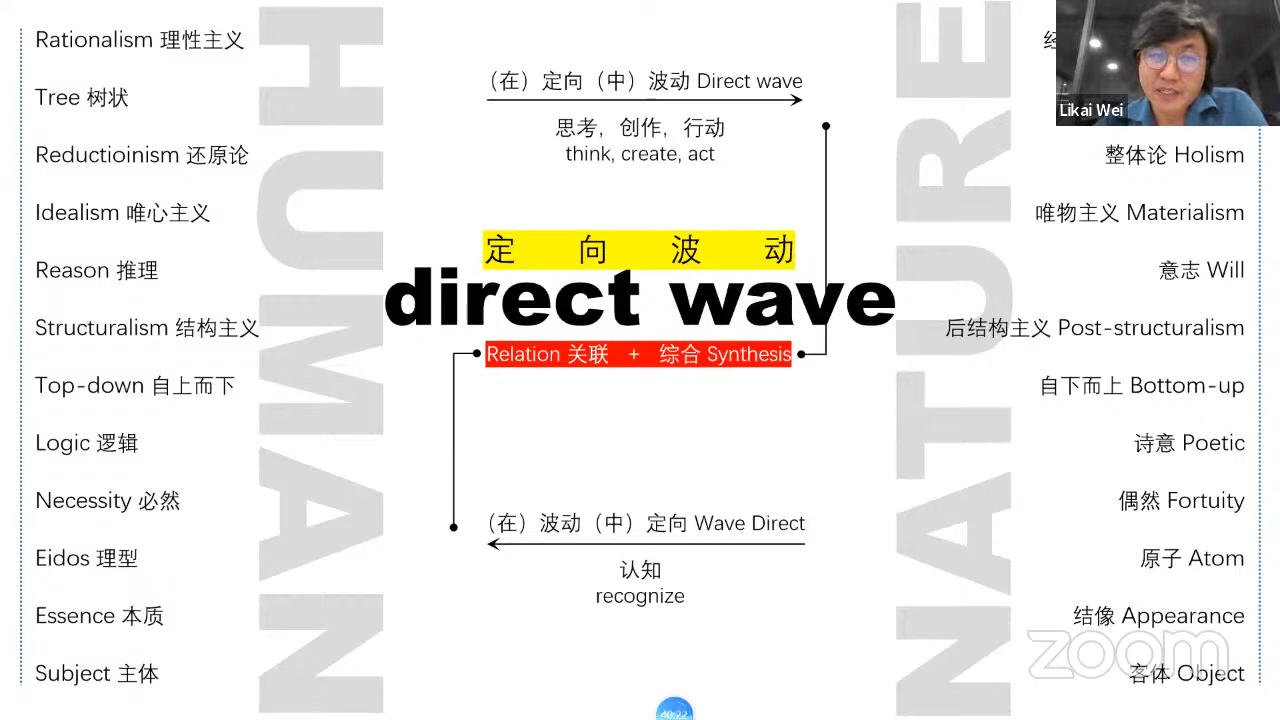 Rationalism 理性主义
Tree 树状
Reductioinism 还原论
Idealism 唯心主义
Reason 推理
Structuralism 结构主义
Top-down 自上而下
Logic 逻辑
Necessity 必然
Eidos 理型
Essence 本质
Subject 主体
HUMAN
（在）定向（中）波动 Direct wave
思考，创作，行动
think, create, act
定 向 波 动
direct wave
Relation 关联 + 综合 Synthesis
（在）波动（中）定向 Wave Direct
认知
recognize
40:22
NATURE
经
Likai Wei
整体论 Holism
唯物主义 Materialism
意志 Will
后结构主义 Post-structuralism
自下而上 Bottom-up
诗意 Poetic
偶然 Fortuity
原子 Atom
结像 Appearance
zoom
客体 Object